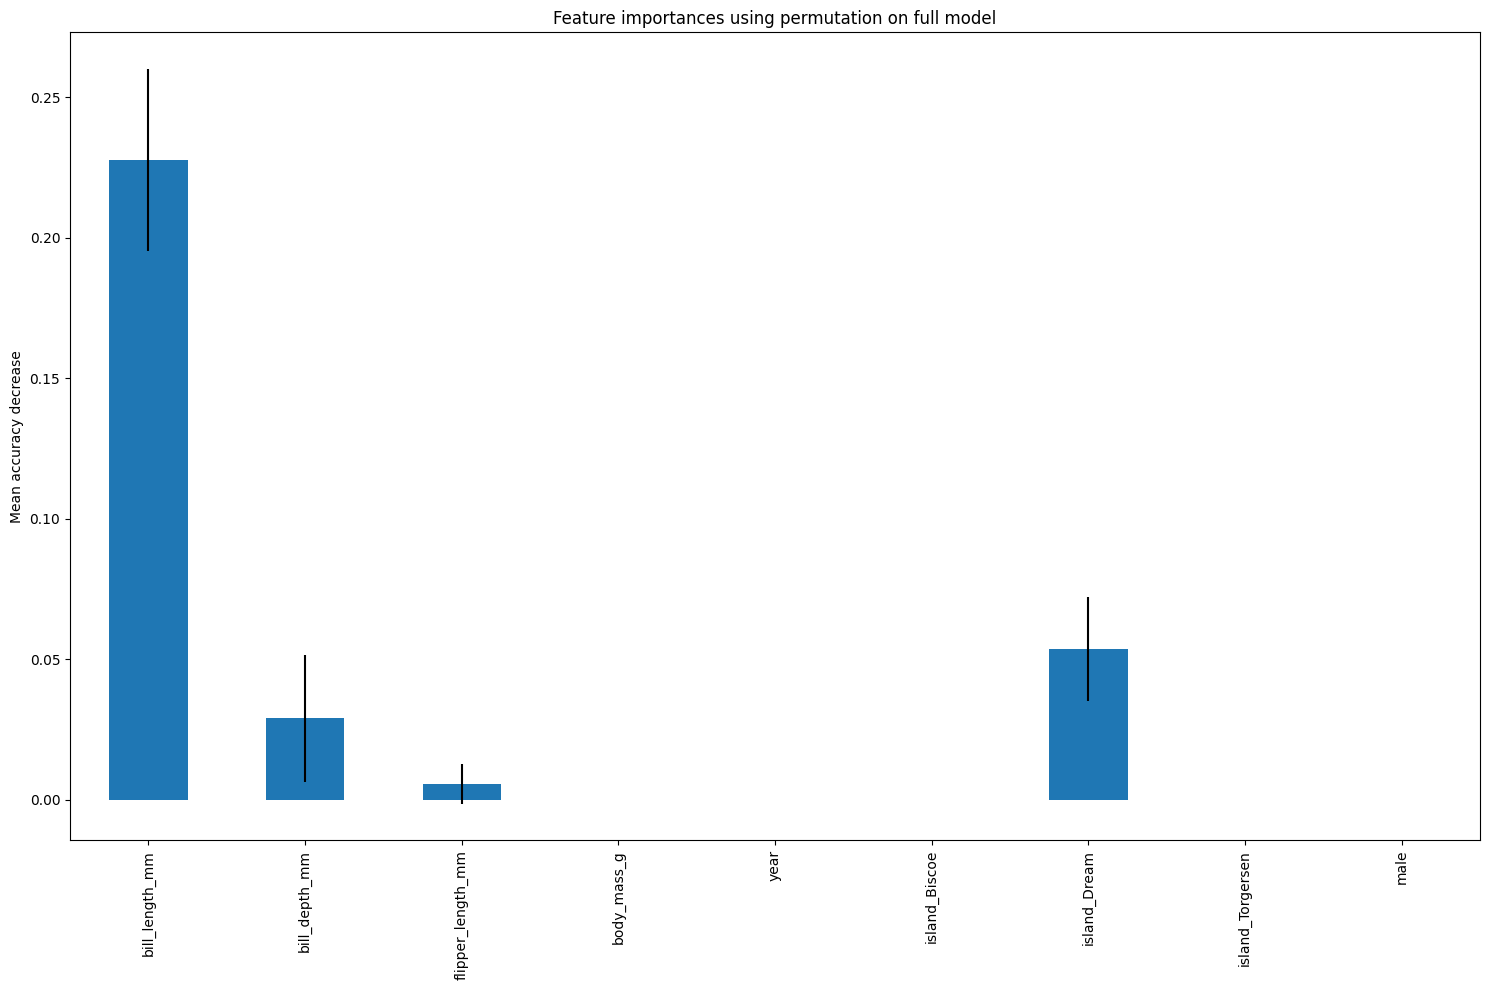 Feature importances using permutation on full model
Mean accuracy decrease
0.25
0.20
0.15
0.10
0.05
0.00
bill_length_mm
bill_depth_mm
flipper_length_mm
body_mass_g
year
island_Biscoe
island_Dream
island_Torgersen
male